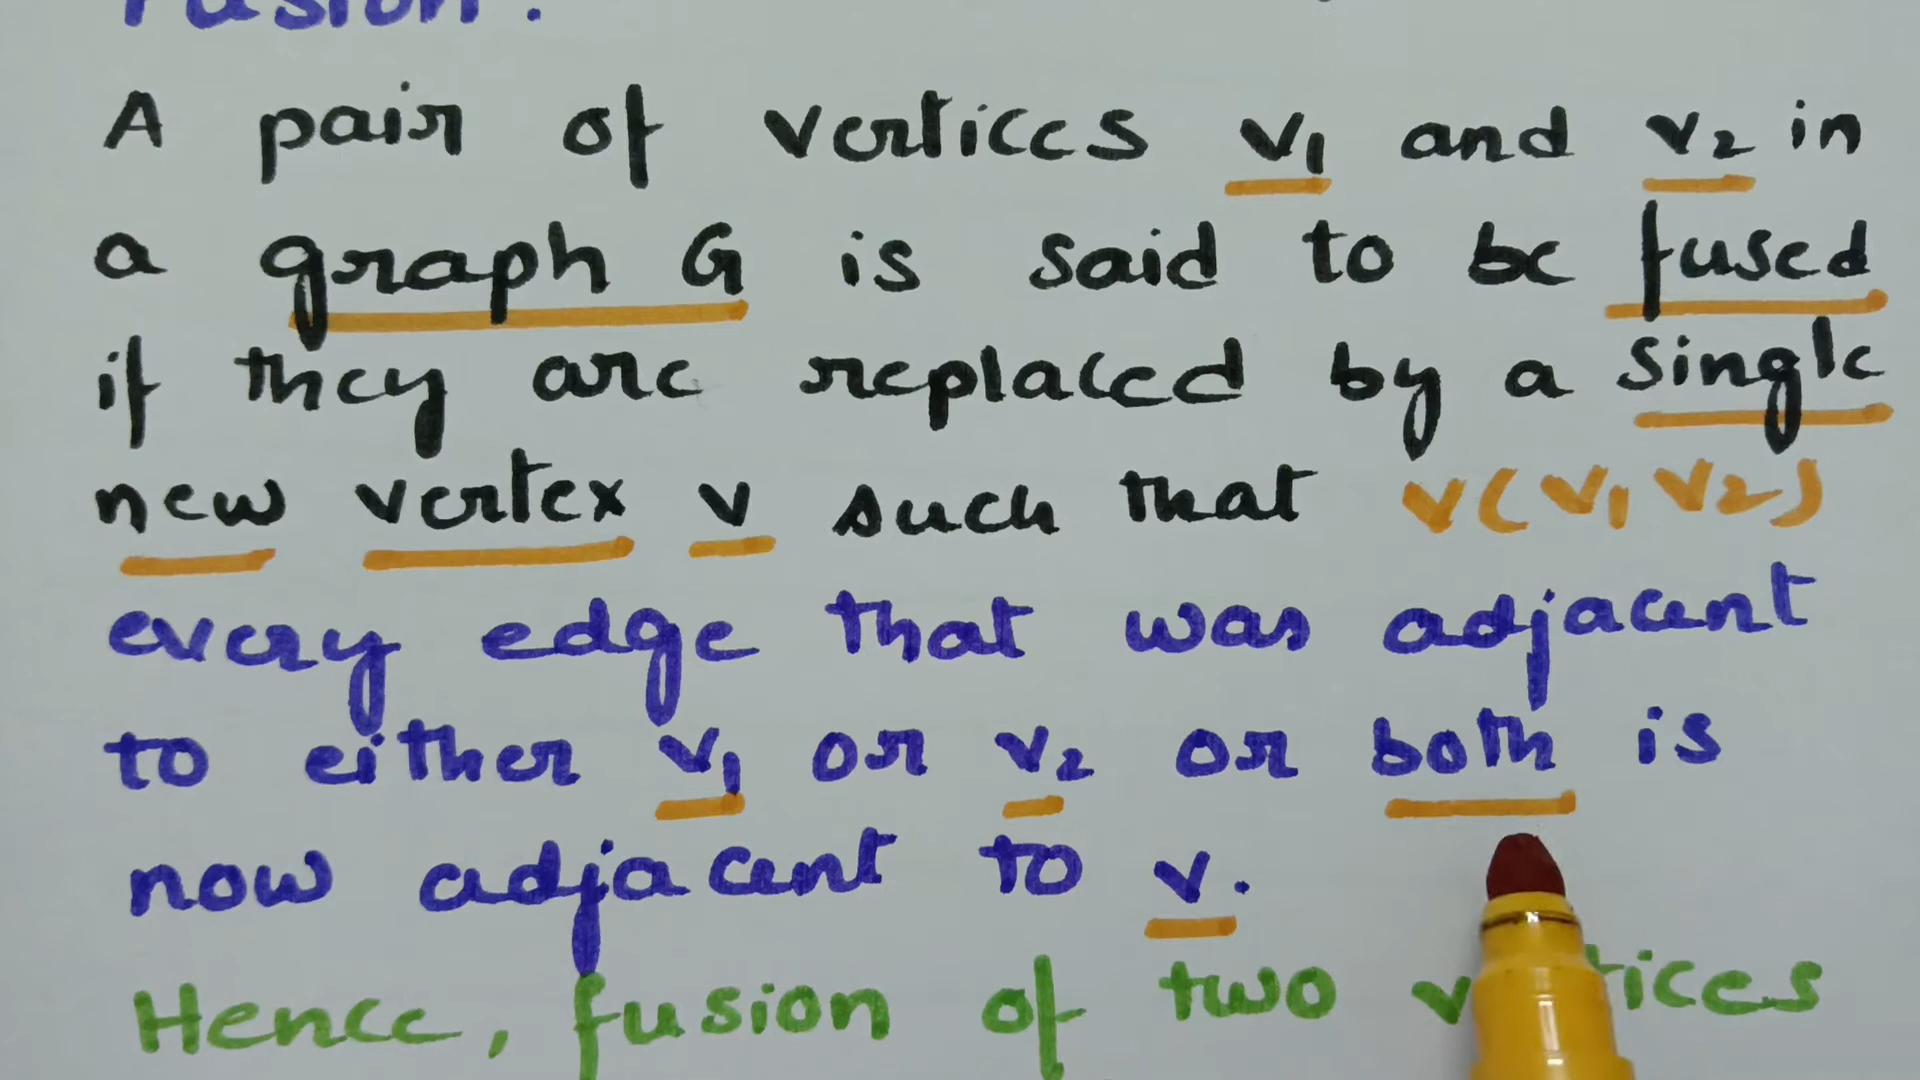 Fusion:
A pair of vertices v1 and v2 in
a graph G is said to be fused
if they are replaced by a single
new vertex v such that v(v1 v2)
every edge that was adjacent
to either v1 or v2 or both is
now adjacent to v.
Hence, fusion of two vertices